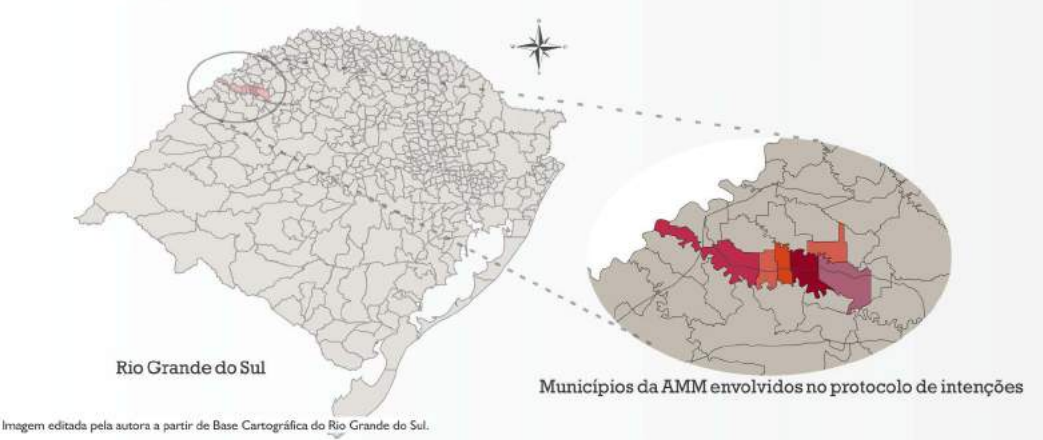 Rio Grande do Sul
Municípios da AMM envolvidos no protocolo de intenções
Imagem editada pela autora a partir de Base Cartográfica do Rio Grande do Sul.